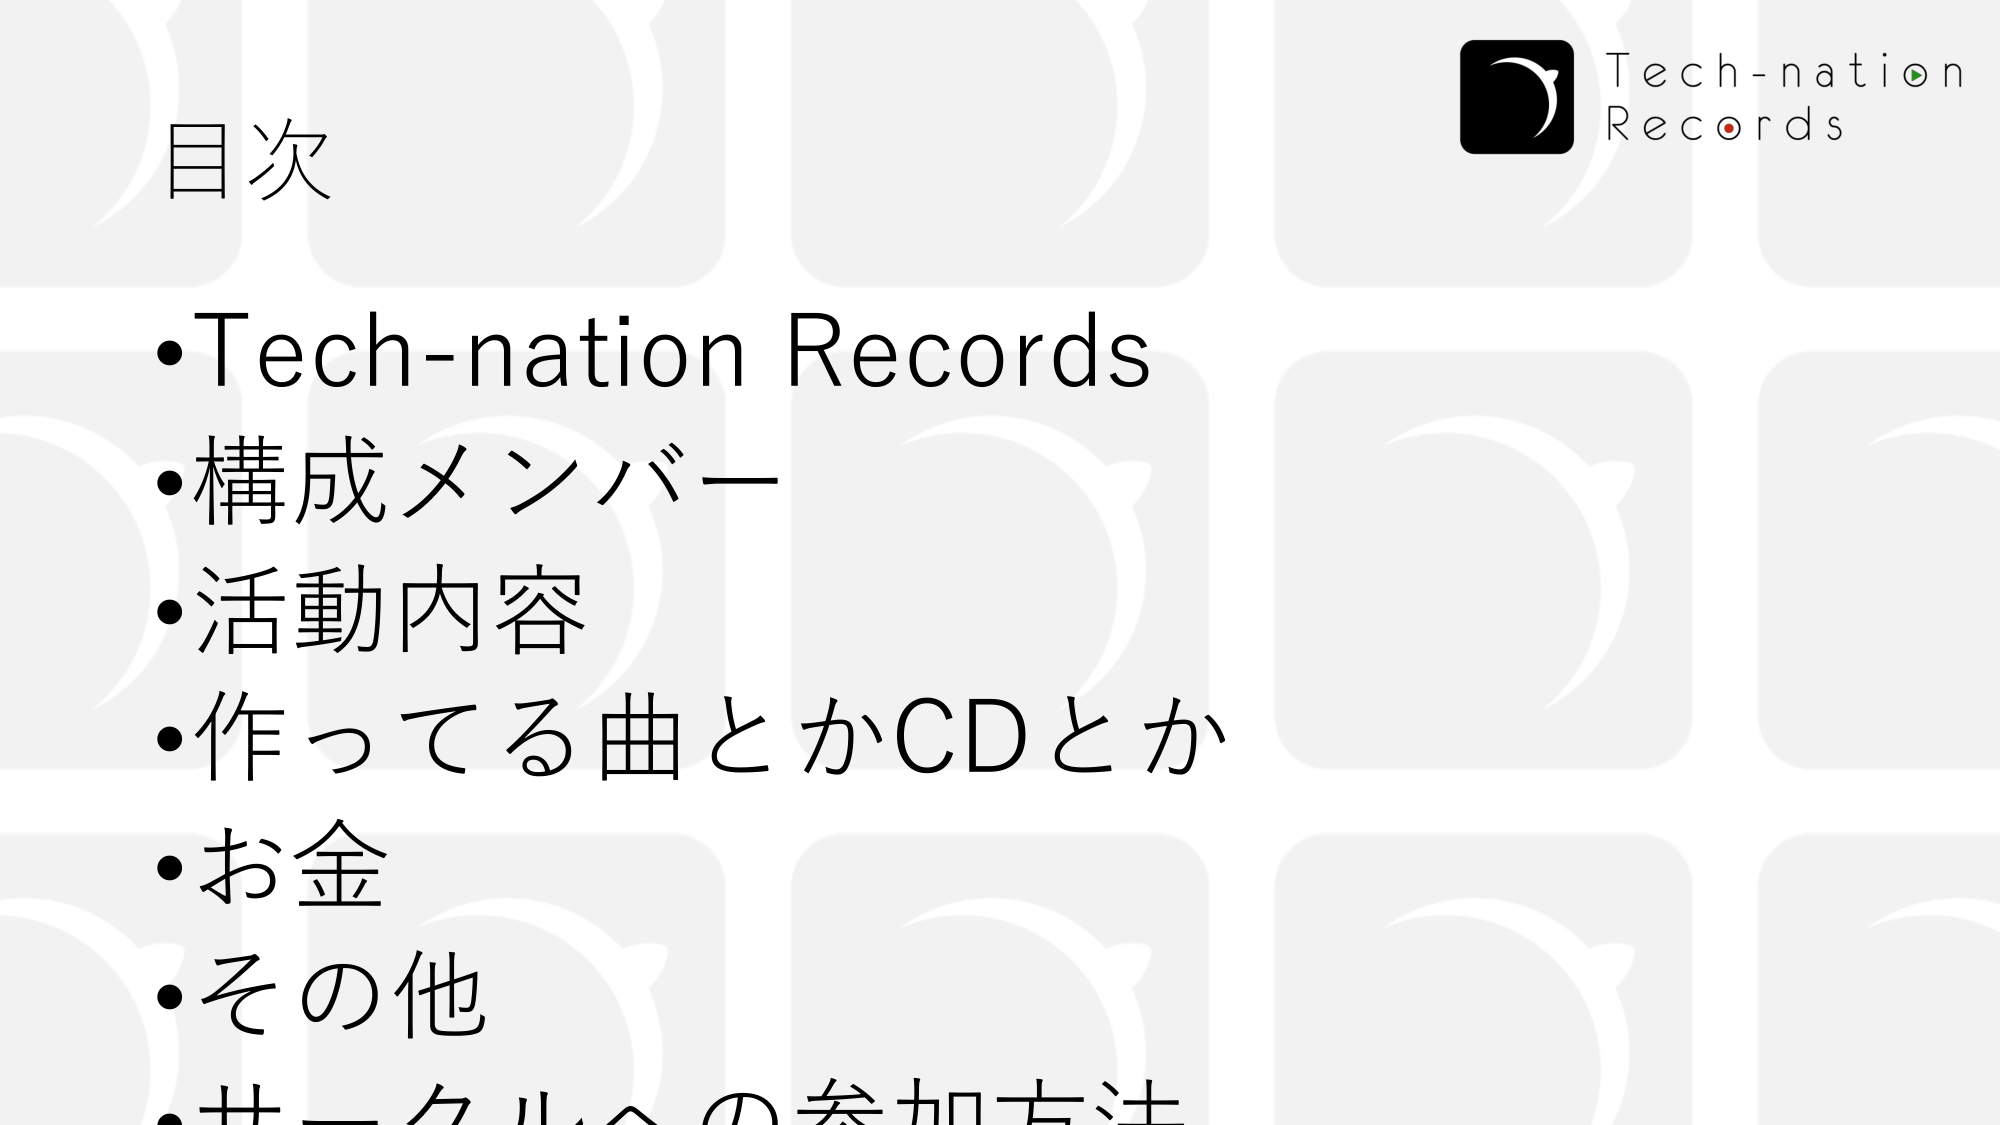 Tech-nation
Records
目次
•Tech-nation Records
•構成メンバー
•活動内容
•作ってる曲とかCDとか
•お金
•その他
•サークルへの参加方法